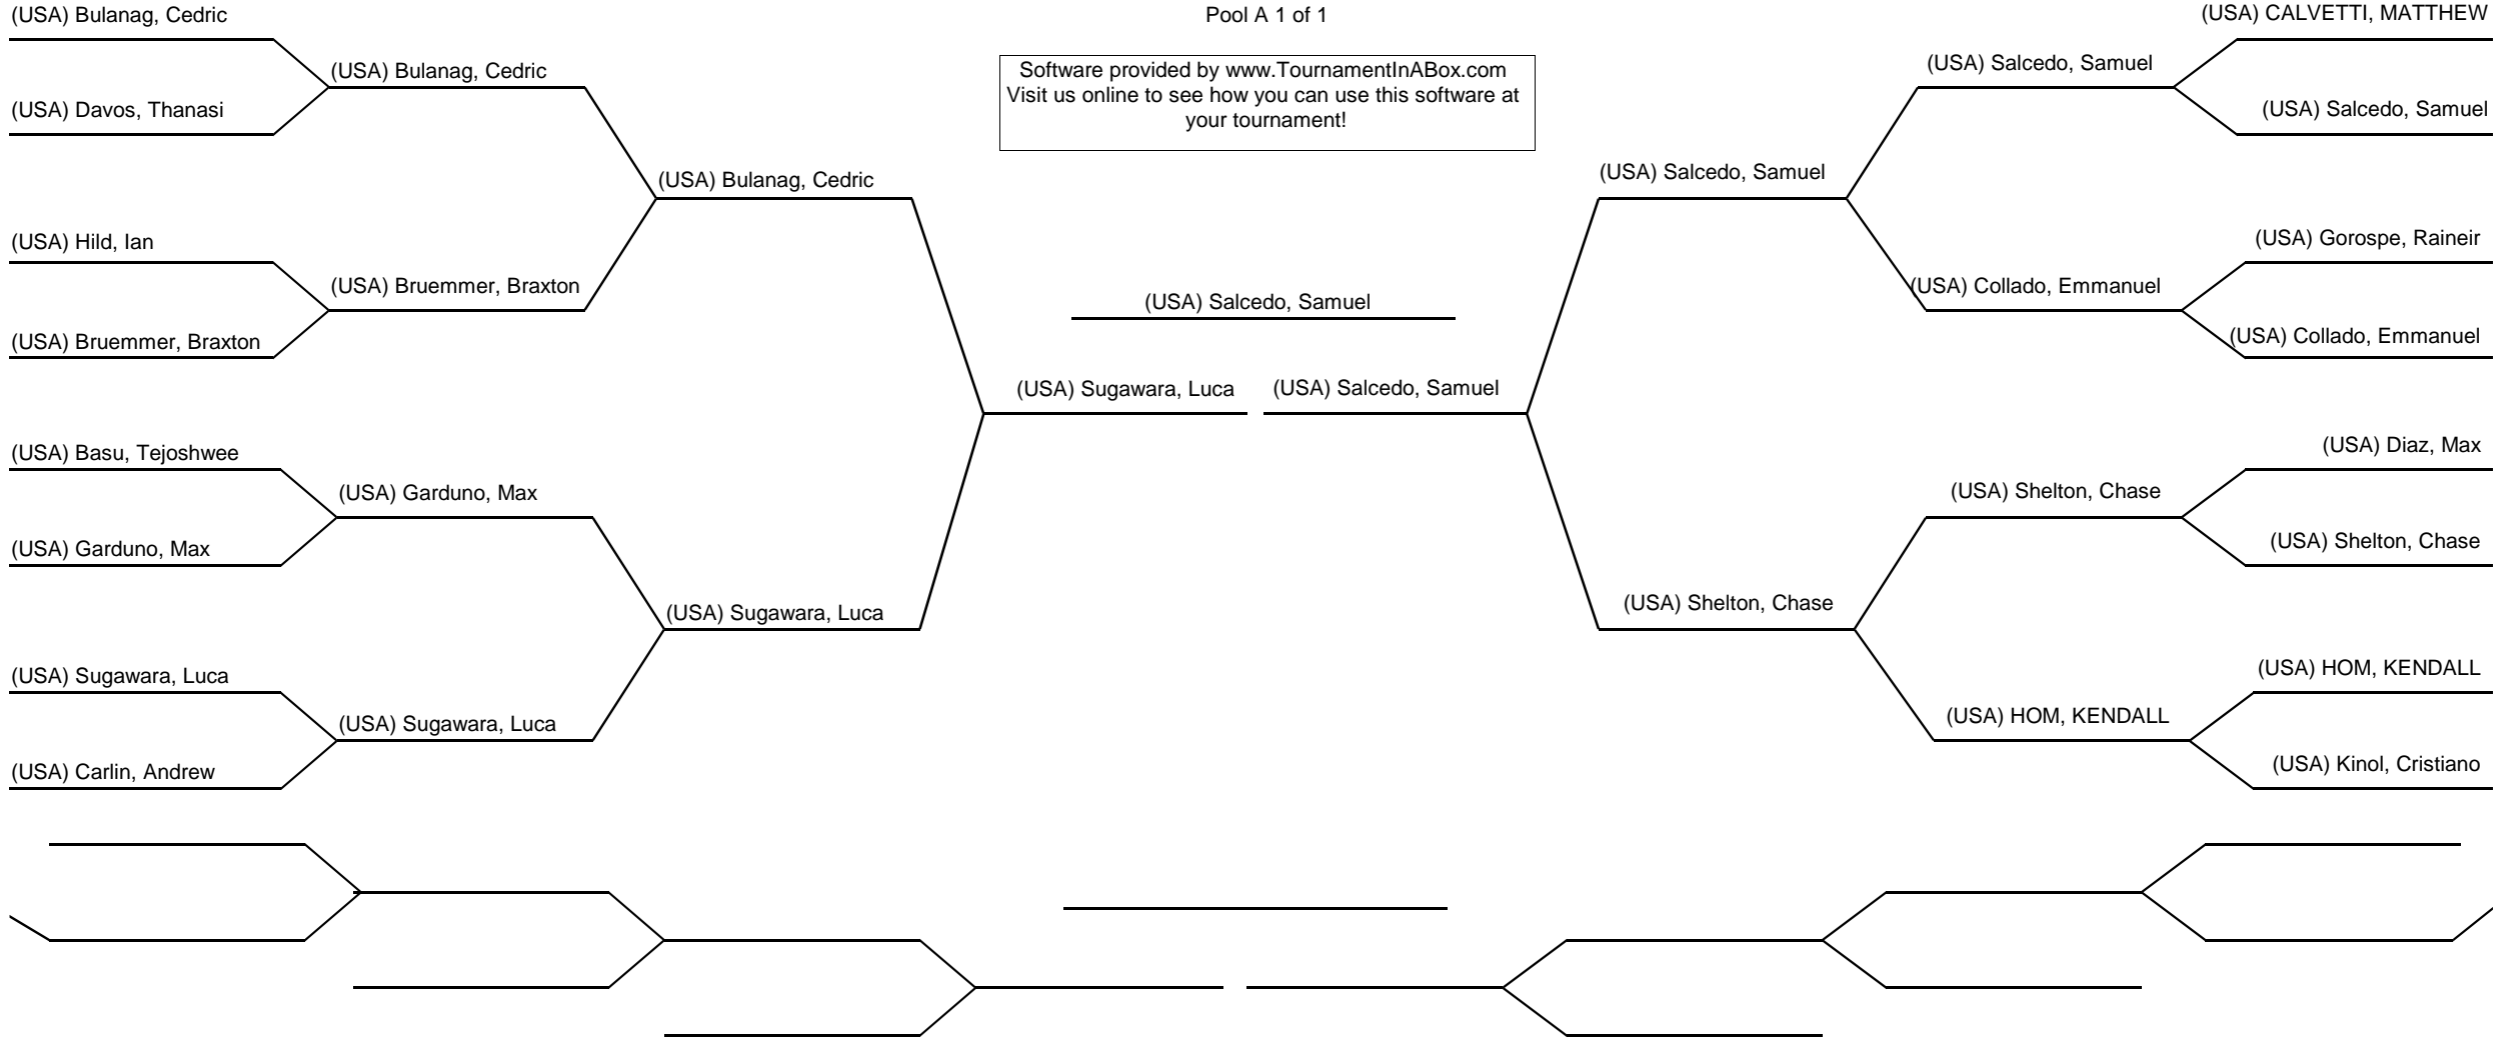 Pool A 1 of 1
Software provided by www.TournamentInABox.com
Visit us online to see how you can use this software at
your tournament!
(USA) Bulanag, Cedric
(USA) Davos, Thanasi
(USA) Hild, Ian
(USA) Bruemmer, Braxton
(USA) Basu, Tejoshwee
(USA) Garduno, Max
(USA) Sugawara, Luca
(USA) Carlin, Andrew
(USA) Bulanag, Cedric
(USA) Bruemmer, Braxton
(USA) Garduno, Max
(USA) Sugawara, Luca
(USA) Bulanag, Cedric
(USA) Sugawara, Luca
(USA) Sugawara, Luca
(USA) Salcedo, Samuel
(USA) Salcedo, Samuel
(USA) Salcedo, Samuel
(USA) Shelton, Chase
(USA) Salcedo, Samuel
(USA) Collado, Emmanuel
(USA) Shelton, Chase
(USA) HOM, KENDALL
(USA) CALVETTI, MATTHEW
(USA) Salcedo, Samuel
(USA) Gorospe, Raineir
(USA) Collado, Emmanuel
(USA) Diaz, Max
(USA) Shelton, Chase
(USA) HOM, KENDALL
(USA) Kinol, Cristiano